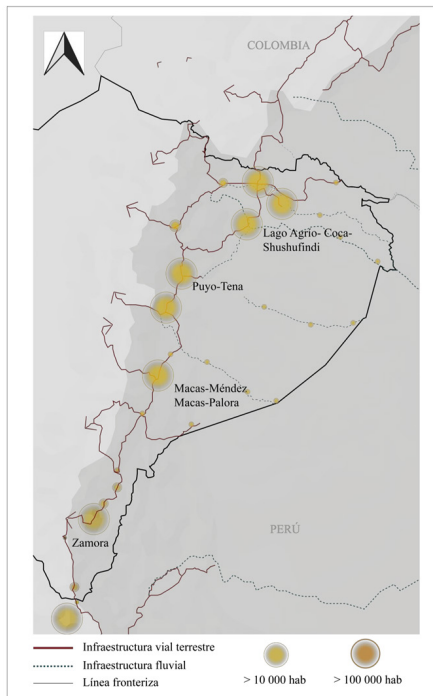 COLOMBIA
Lago Agrio- Coca-
Shushufindi
Puyo-Tena
Macas-Méndez
Macas-Palora
PERÚ
Zamora
Infraestructura vial terrestre
Infraestructura fluvial
Línea fronteriza
> 10 000 hab
> 100 000 hab